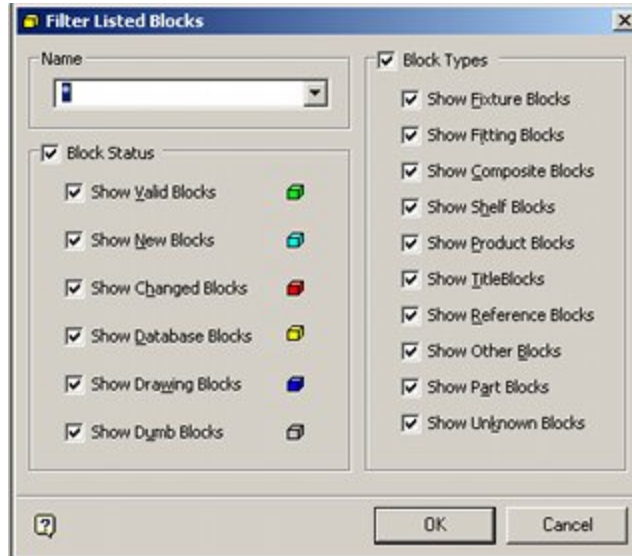 Filter Listed Blocks
Name
*
Block Status
Show Valid Blocks
Show New Blocks
Show Changed Blocks
Show Database Blocks
Show Drawing Blocks
Show Dumb Blocks
Block Types
Show Fixture Blocks
Show Fitting Blocks
Show Composite Blocks
Show Shelf Blocks
Show Product Blocks
Show TitleBlocks
Show Reference Blocks
Show Other Blocks
Show Part Blocks
Show Unknown Blocks
OK
Cancel